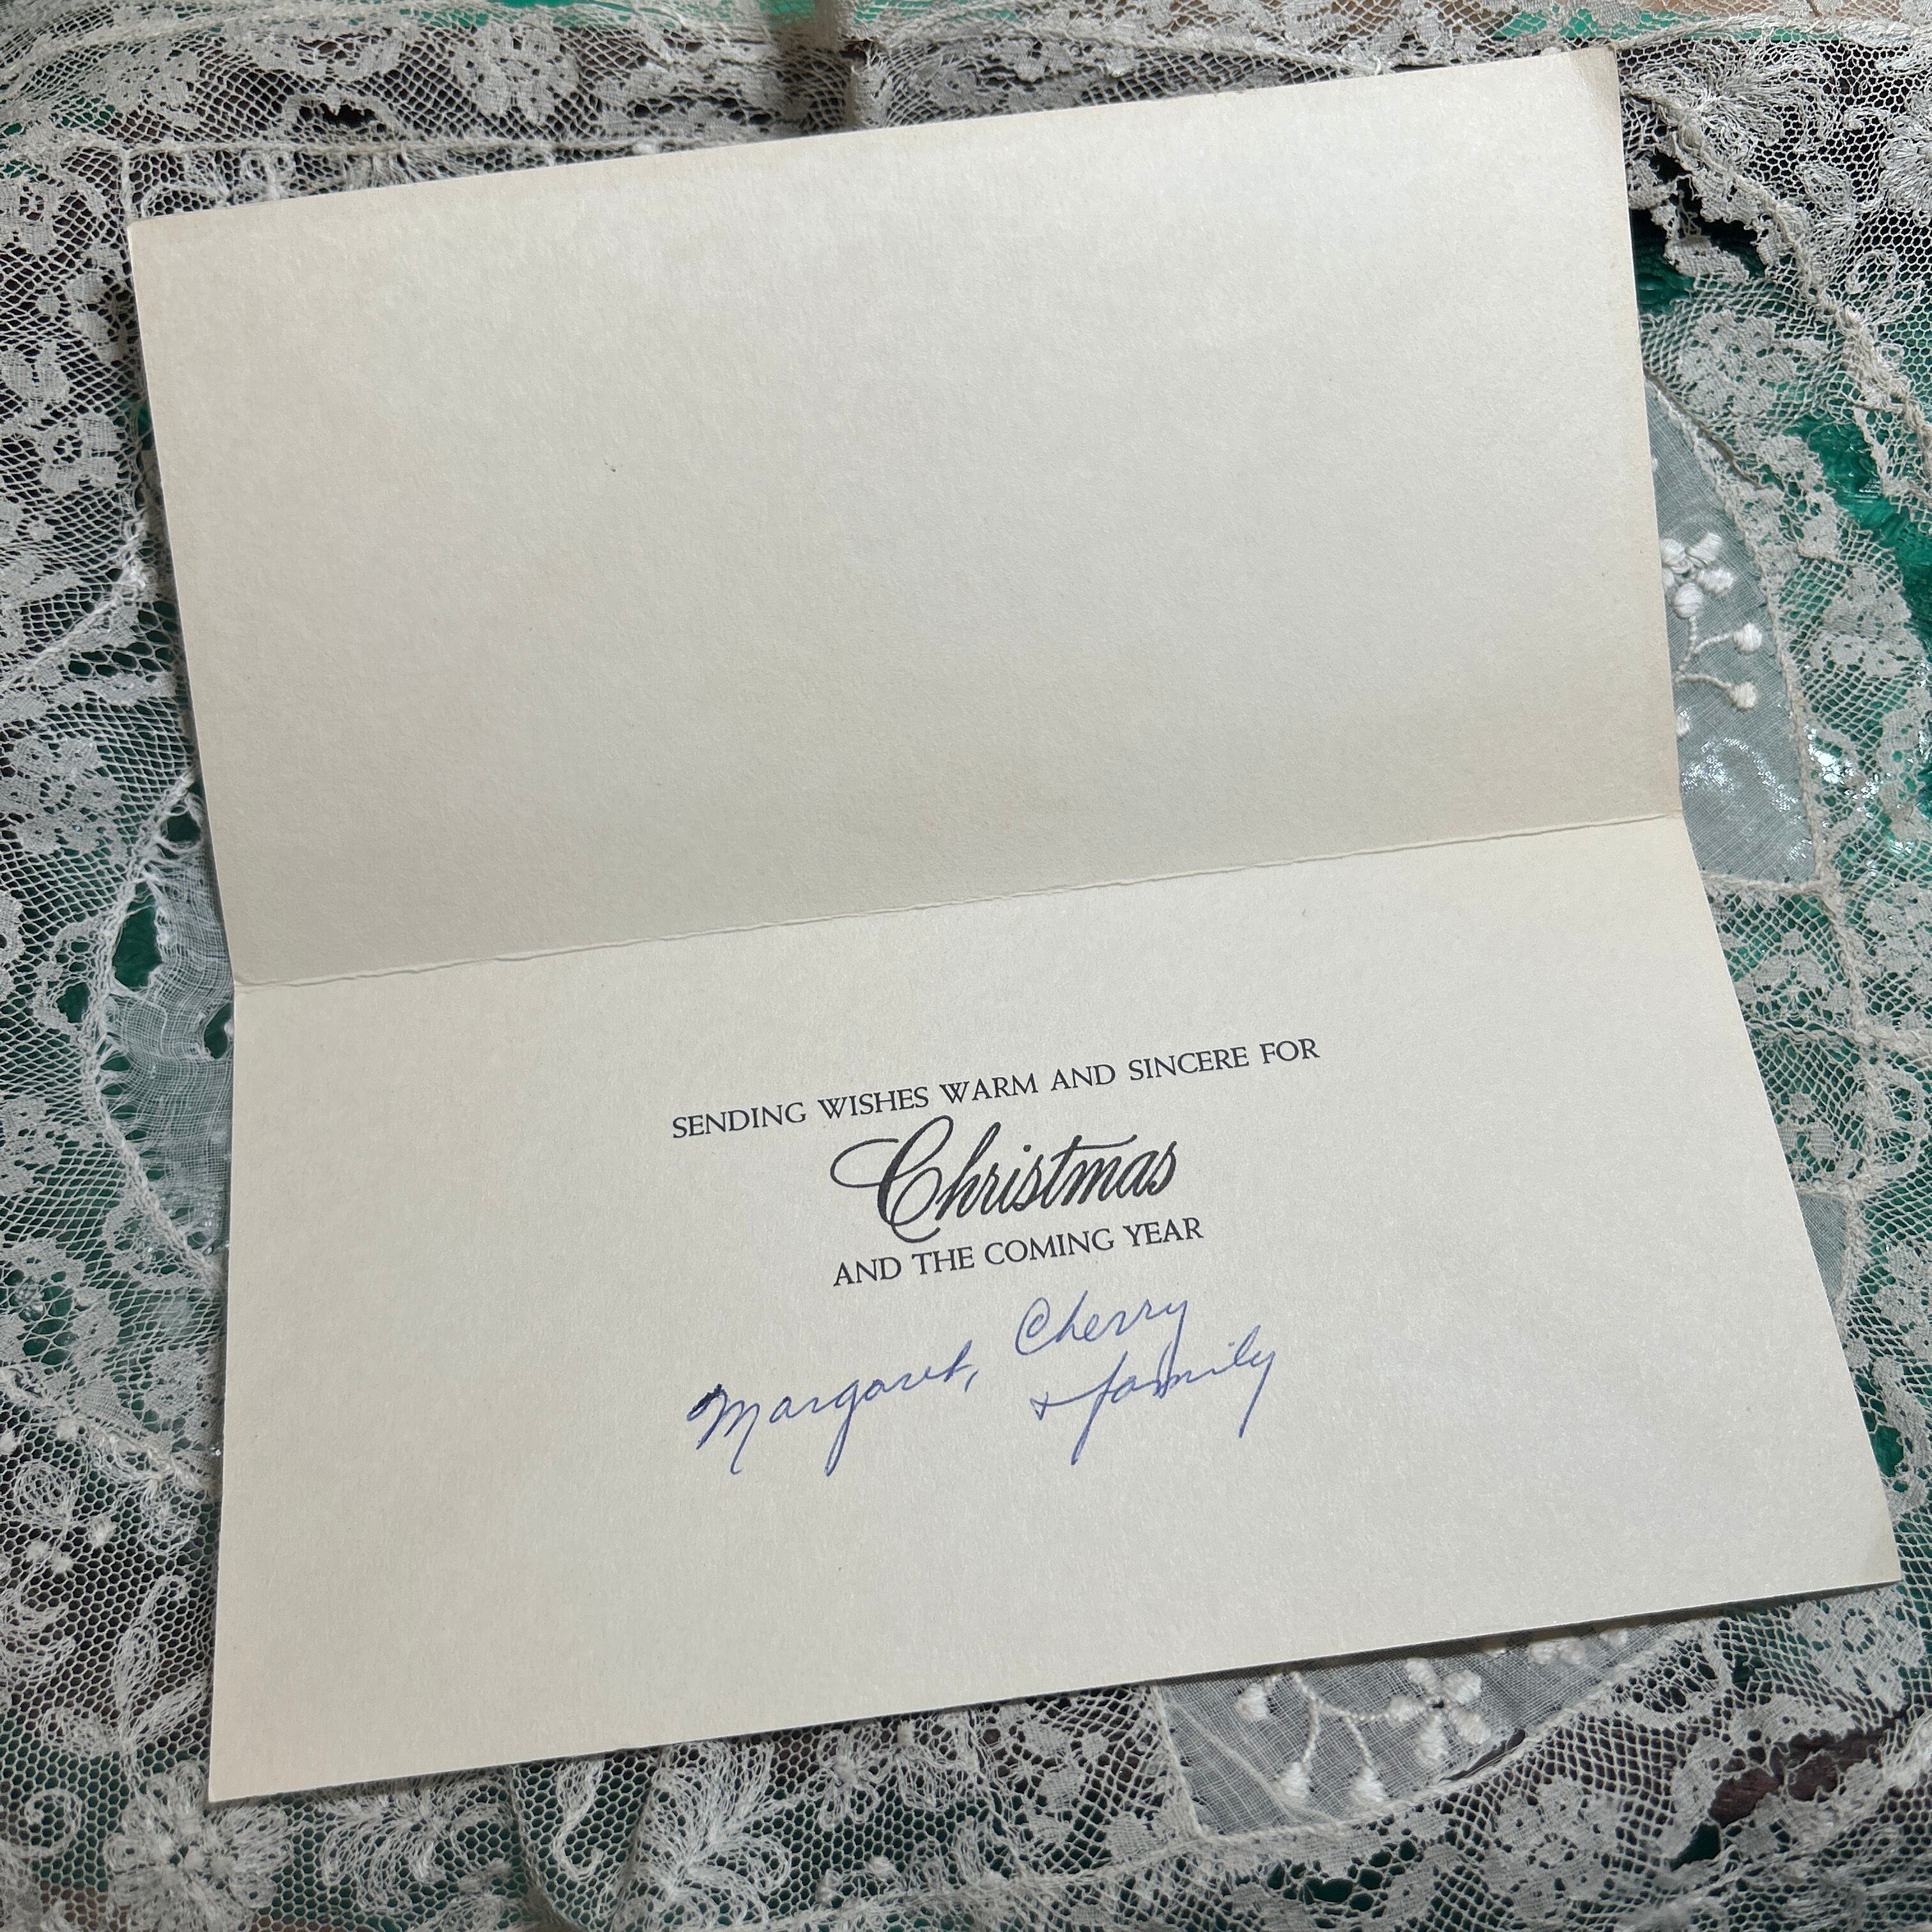 SENDING WISHES WARM AND SINCERE FOR
Christmas
AND THE COMING YEAR
Margaret, Cherry
& family